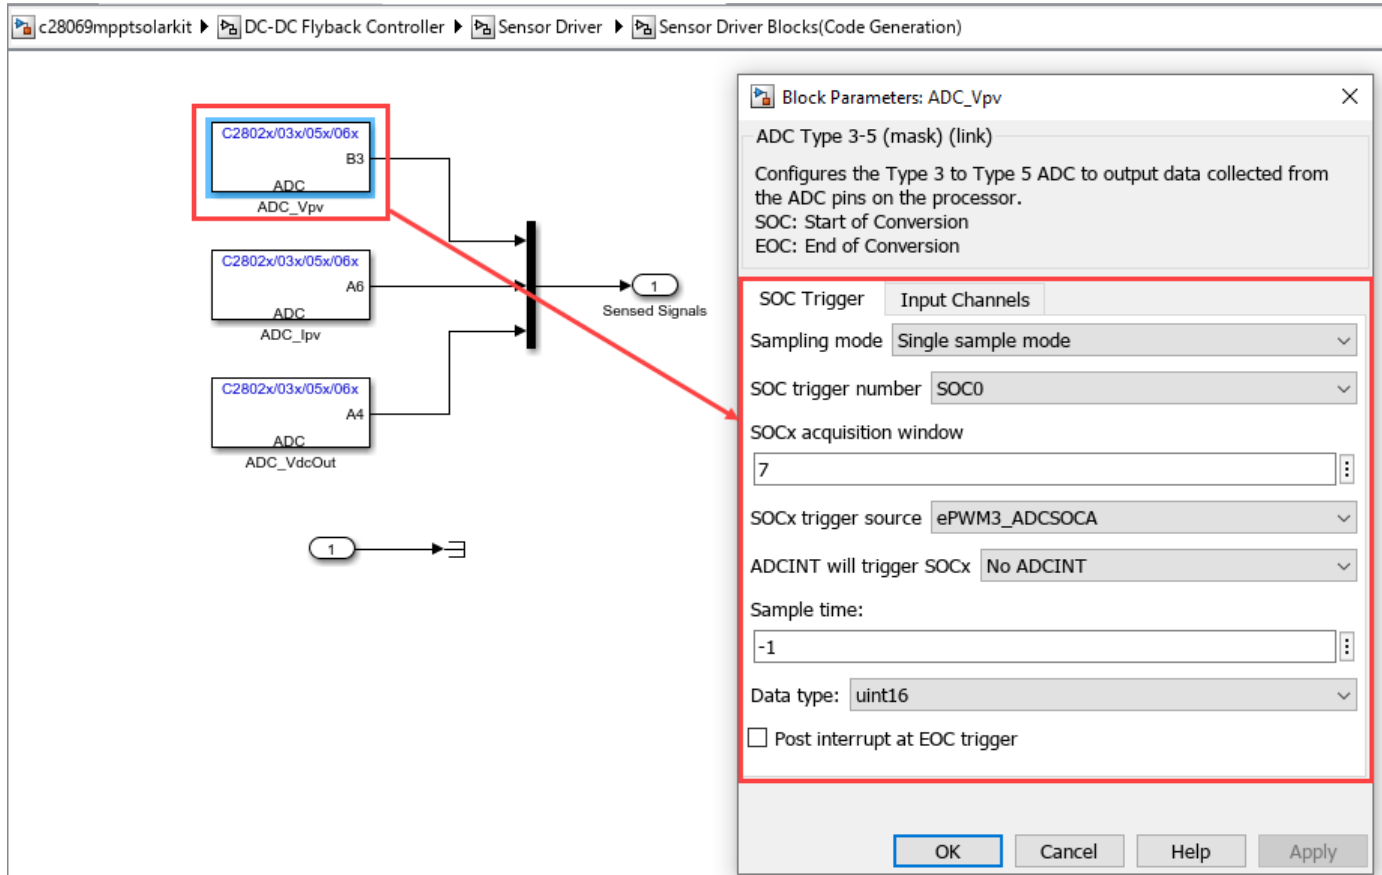 c28069mpptsolarkit DC-DC Flyback Controller Sensor Driver Sensor Driver Blocks(Code Generation)
C2802x/03x/05x/06x
B3
ADC
ADC_Vpv
C2802x/03x/05x/06x
A6
ADC
ADC_Ipv
C2802x/03x/05x/06x
A4
ADC
ADC_VdcOut
1
Sensed Signals
1
Block Parameters: ADC_Vpv
ADC Type 3-5 (mask) (link)
Configures the Type 3 to Type 5 ADC to output data collected from
the ADC pins on the processor.
SOC: Start of Conversion
EOC: End of Conversion
SOC Trigger Input Channels
Sampling mode Single sample mode
SOC trigger number SOC0
SOCx acquisition window
7
SOCx trigger source ePWM3_ADCSOCA
ADCINT will trigger SOCx No ADCINT
Sample time:
-1
Data type: uint16
Post interrupt at EOC trigger
OK Cancel Help Apply